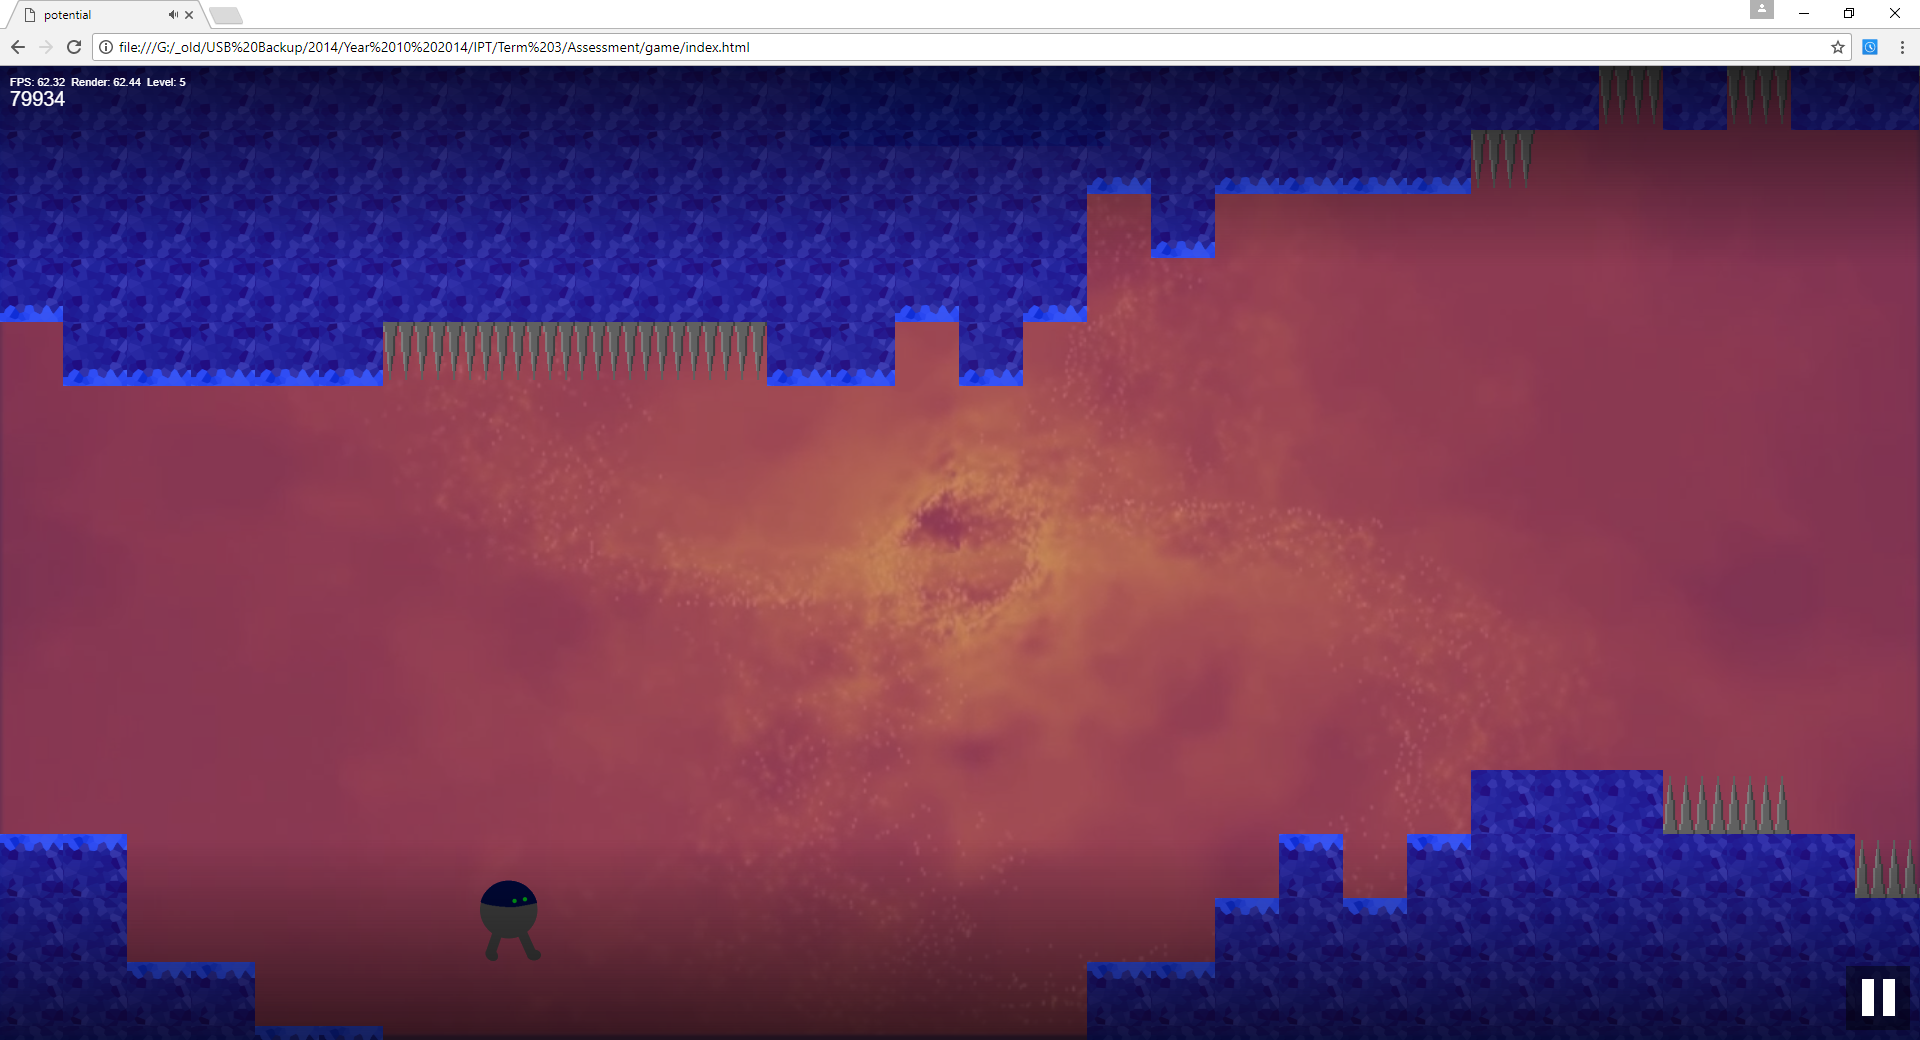 potential
file:///G:/_old/USB%20Backup/2014/Year%2010%202014/IPT/Term%203/Assessment/game/index.html
FPS: 62.32 Render: 62.44 Level: 5
79934